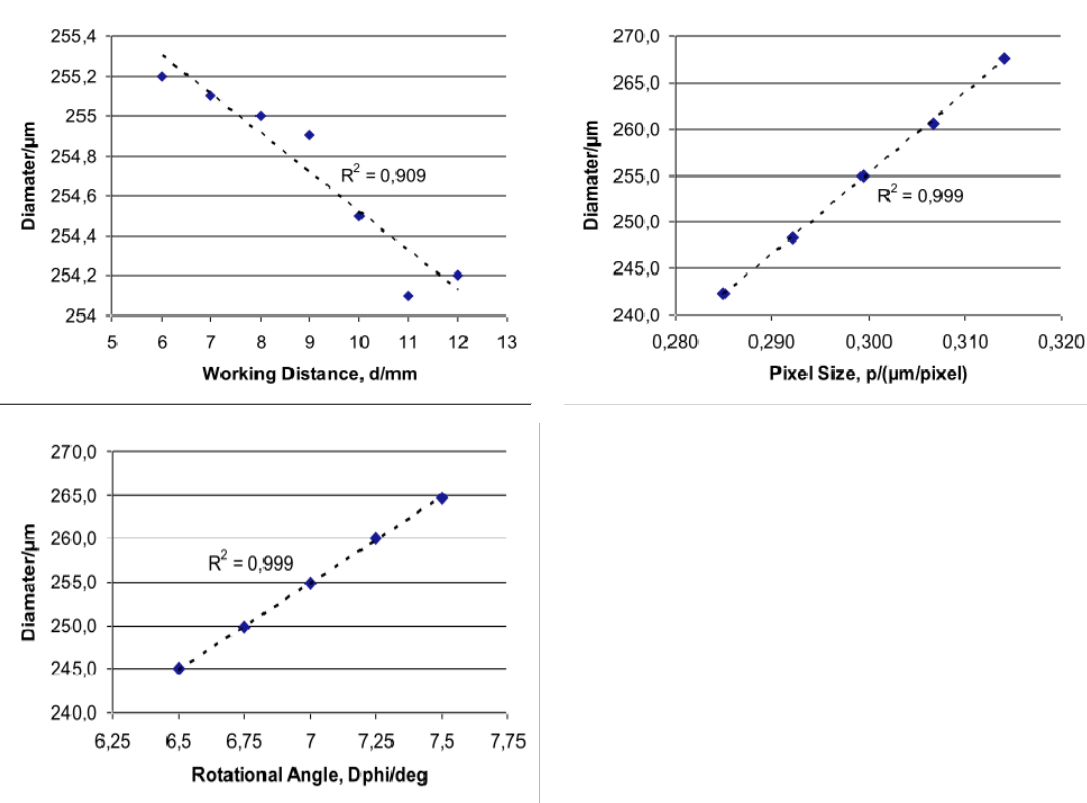 255,4
255,2
255
254,8
254,6
254,4
254,2
254
Diamater/µm
R² = 0,909
5 6 7 8 9 10 11 12 13
Working Distance, d/mm
270,0
265,0
260,0
255,0
250,0
245,0
240,0
Diamater/µm
R² = 0,999
0,280 0,290 0,300 0,310 0,320
Pixel Size, p/(µm/pixel)
270,0
265,0
260,0
255,0
250,0
245,0
240,0
Diamater/µm
R² = 0,999
6,25 6,5 6,75 7 7,25 7,5 7,75
Rotational Angle, Dphi/deg